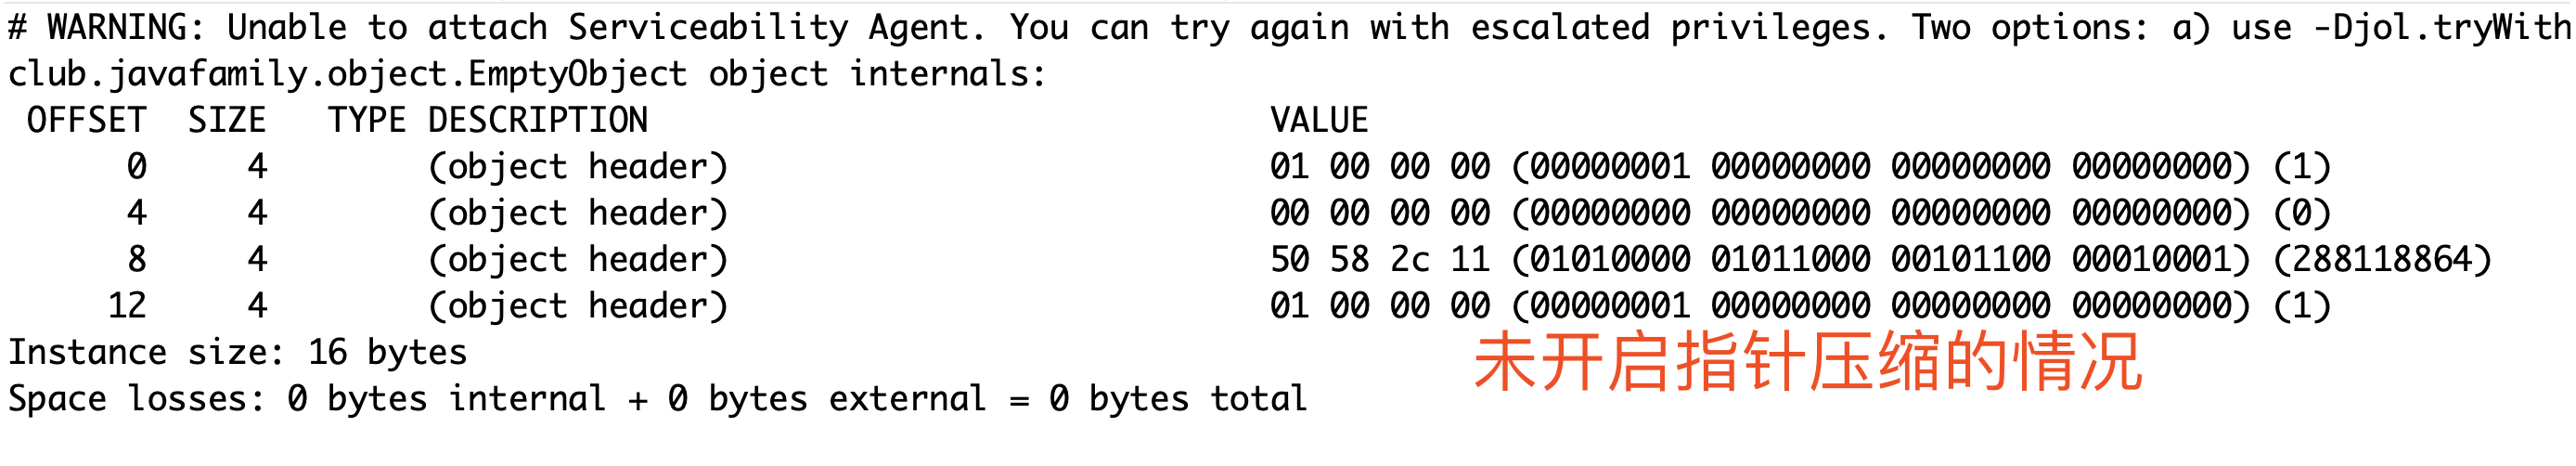 # WARNING: Unable to attach Serviceability Agent. You can try again with escalated privileges. Two options: a) use -Djol.tryWith
club.javafamily.object.EmptyObject object internals:
OFFSET SIZE TYPE DESCRIPTION VALUE
0 4 (object header) 01 00 00 00 (00000001 00000000 00000000 00000000) (1)
4 4 (object header) 00 00 00 00 (00000000 00000000 00000000 00000000) (0)
8 4 (object header) 50 58 2c 11 (01010000 01011000 00101100 00010001) (288118864)
12 4 (object header) 01 00 00 00 (00000001 00000000 00000000 00000000) (1)
Instance size: 16 bytes
未开启指针压缩的情况
Space losses: 0 bytes internal + 0 bytes external = 0 bytes total